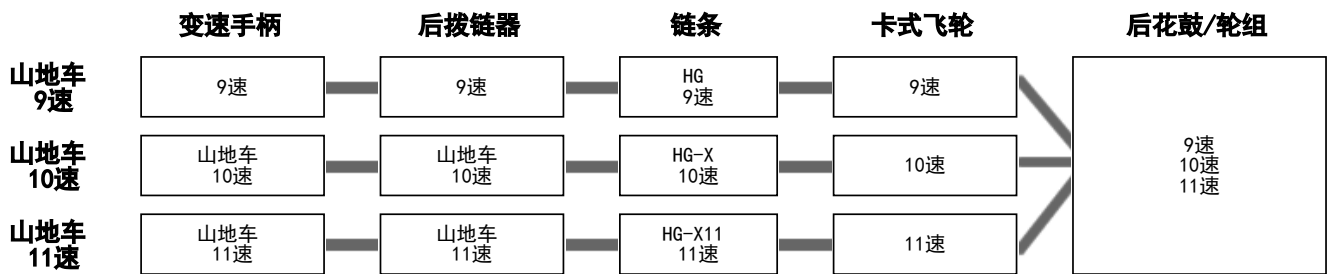 变速手柄 后拨链器 链条 卡式飞轮 后花鼓/轮组
山地车
9速
9速
9速
HG
9速
9速
山地车
10速
山地车
10速
山地车
10速
HG-X
10速
10速
山地车
11速
山地车
11速
山地车
11速
HG-X11
11速
11速
9速
10速
11速